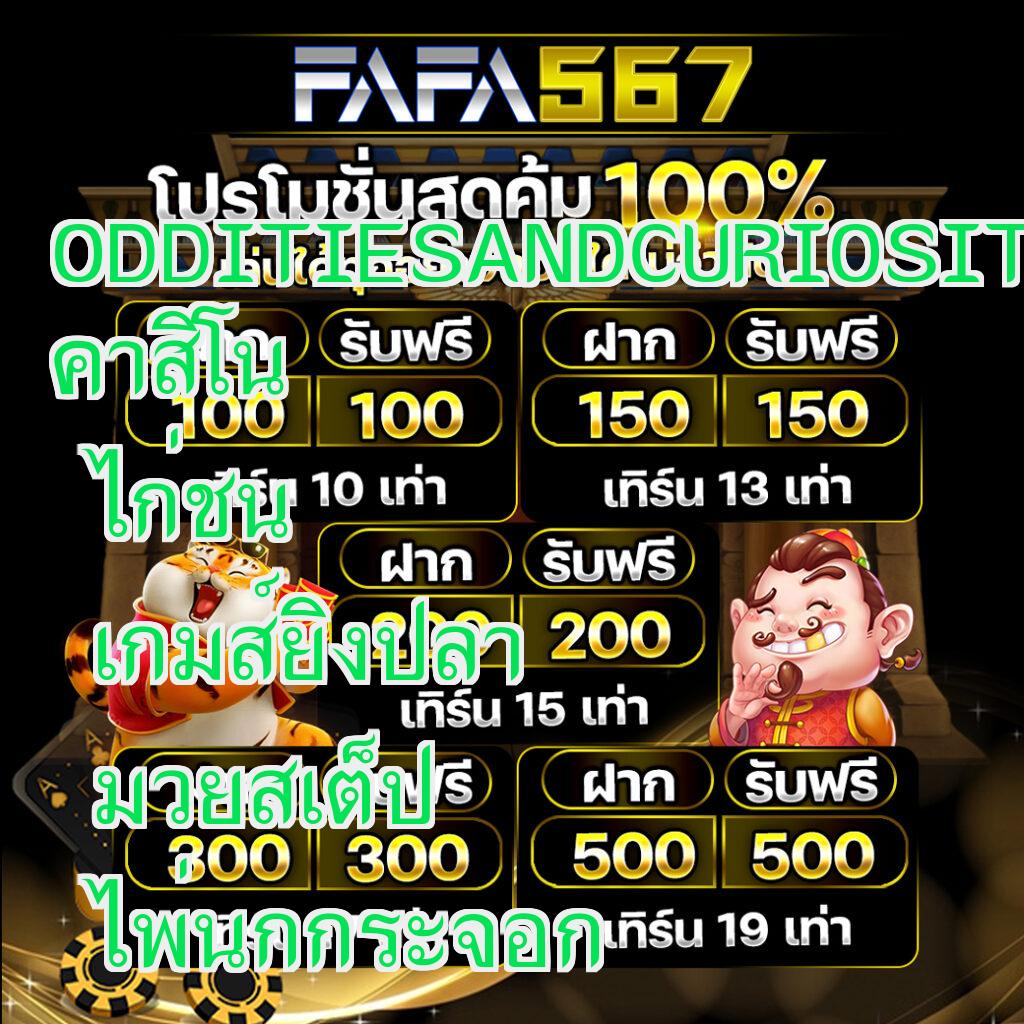 FAFA567
โปรโมชั่นสดคุ้ม 100%
ODDITIESANDCURIOSIT
คาสิโน
รับฟรี ฝาก รับฟรี
100 100 150 150
ไก่ชน
10 เท่า เทิร์น 13 เท่า
ฝาก รับฟรี
เกมส์ยิงปลา
200 200
เทิร์น 15 เท่า
มวยสเต็ป
ฝาก รับฟรี
300 300 500 500
ไพ่นกกระจอก
เทิร์น 19 เท่า